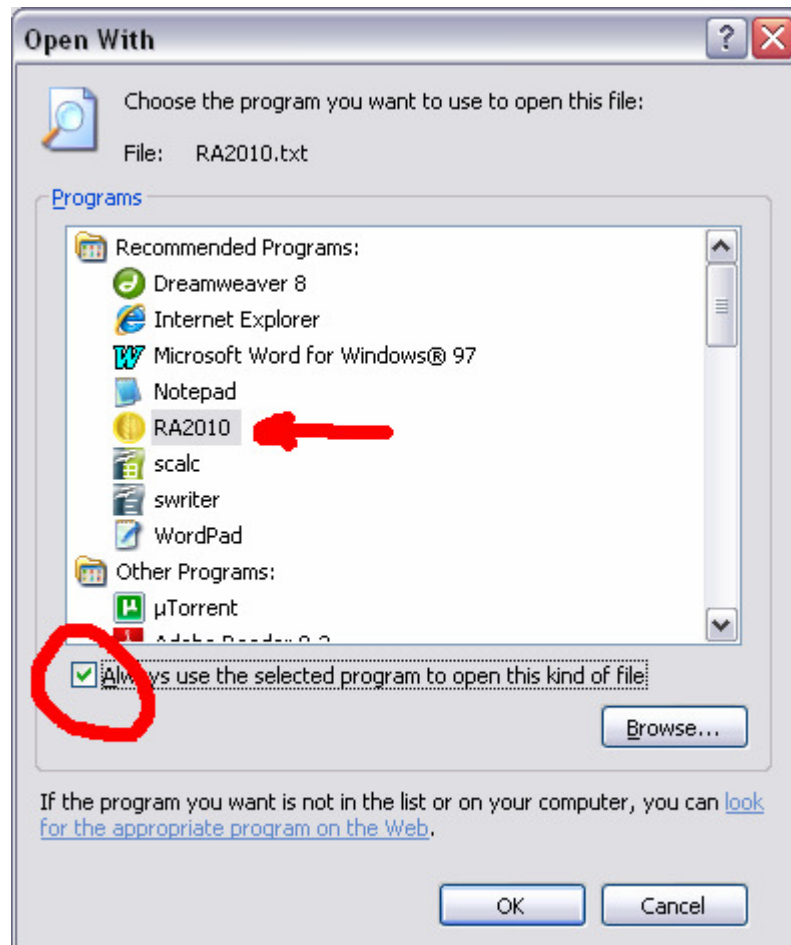 Open With
Choose the program you want to use to open this file:
File: RA2010.txt
Programs
Recommended Programs:
Dreamweaver 8
Internet Explorer
Microsoft Word for Windows® 97
Notepad
RA2010
scalc
swriter
WordPad
Other Programs:
µTorrent
Adobe Reader
Always use the selected program to open this kind of file
Browse...
If the program you want is not in the list or on your computer, you can look
for the appropriate program on the Web.
OK Cancel